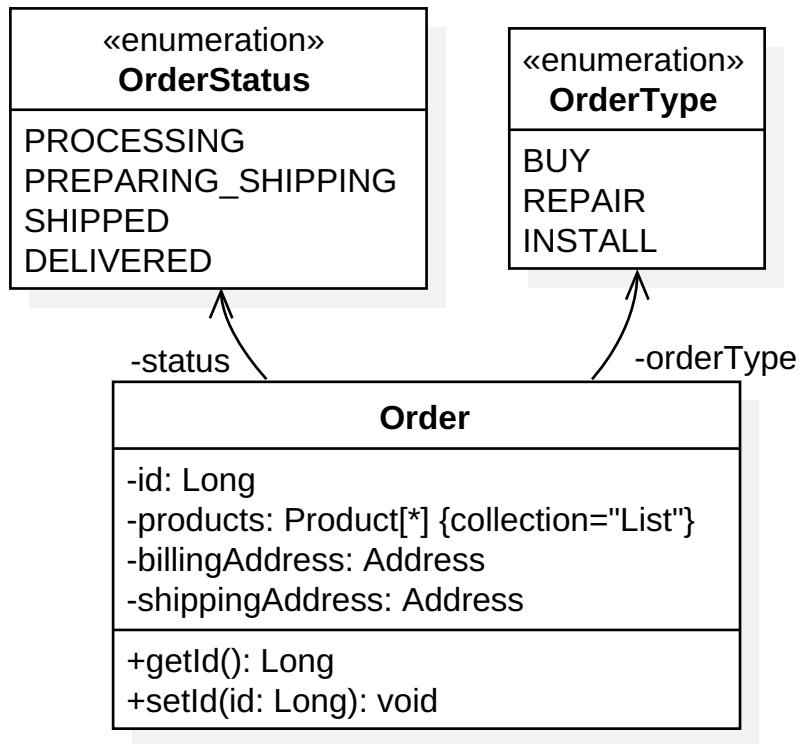 «enumeration»
OrderStatus
PROCESSING
PREPARING_SHIPPING
SHIPPED
DELIVERED
«enumeration»
OrderType
BUY
REPAIR
INSTALL
-status
-orderType
Order
-id: Long
-products: Product[*] {collection="List"}
-billingAddress: Address
-shippingAddress: Address
+getId(): Long
+setId(id: Long): void